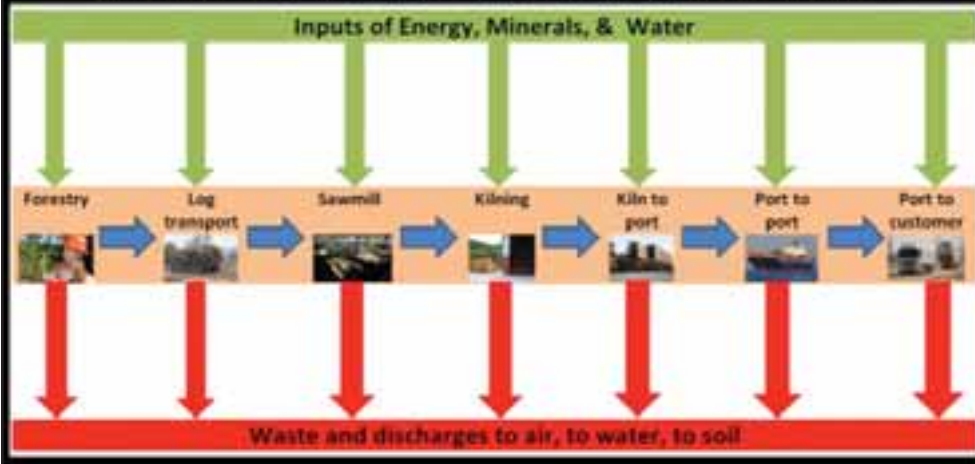 Inputs of Energy, Minerals, & Water
Forestry
Log
transport
Sawmill
Kilning
Kiln to
port
Port to
port
Port to
customer
Waste and discharges to air, to water, to soil